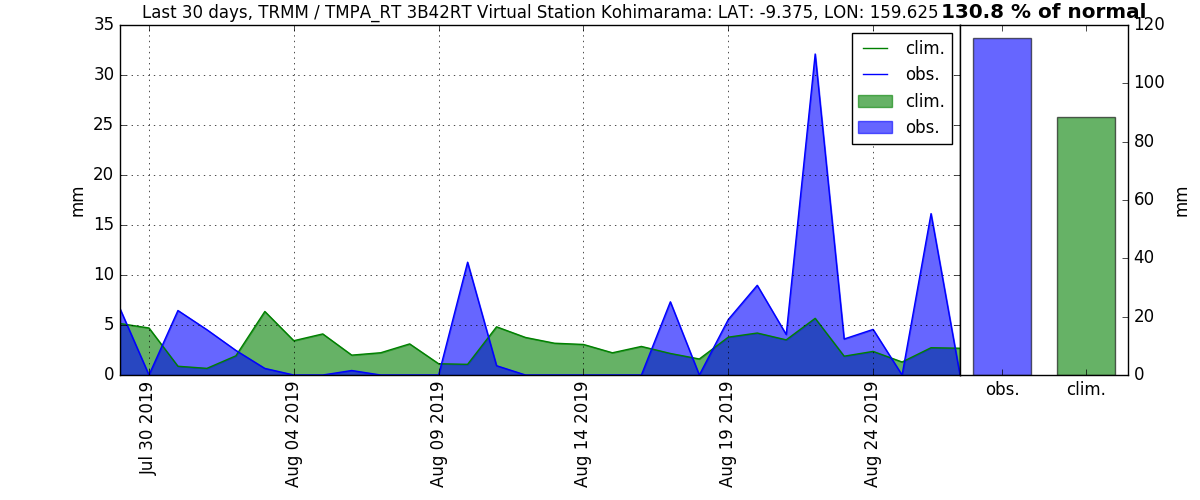 Last 30 days, TRMM / TMPA_RT 3B42RT Virtual Station Kohimarama: LAT: -9.375, LON: 159.625
130.8 % of normal
35
30
25
20
15
10
5
0
mm
clim.
obs.
clim.
obs.
Jul 30 2019
Aug 04 2019
Aug 09 2019
Aug 14 2019
Aug 19 2019
Aug 24 2019
120
100
80
60
40
20
0
mm
obs.
clim.